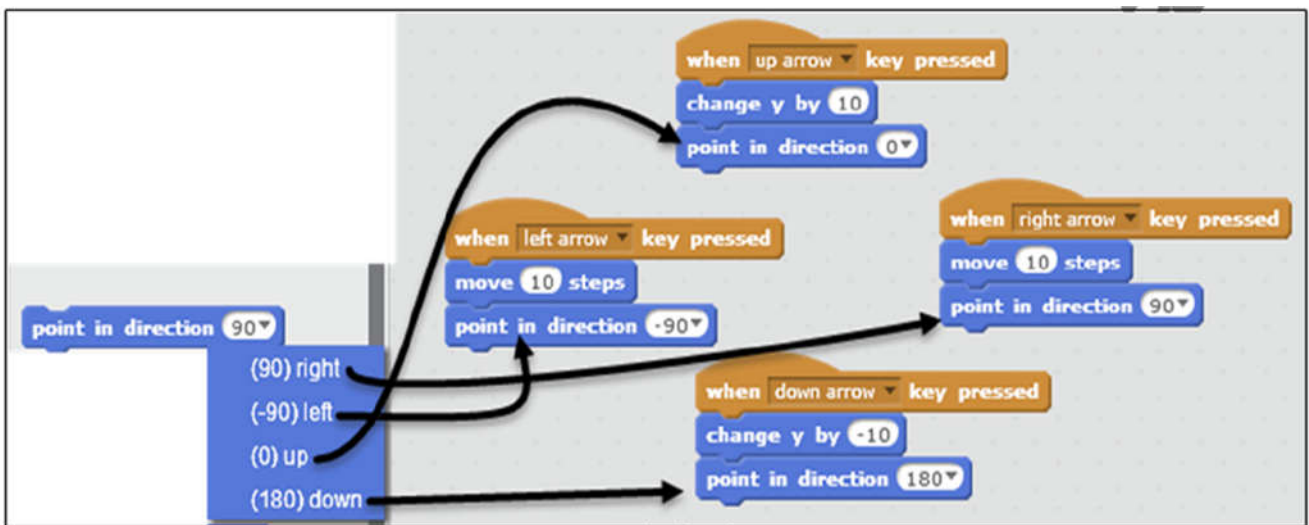 when up arrow key pressed
change y by 10
point in direction 0
when left arrow key pressed
move 10 steps
point in direction -90
when right arrow key pressed
move 10 steps
point in direction 90
point in direction 90
(90) right
(-90) left
(0) up
(180) down
when down arrow key pressed
change y by -10
point in direction 180